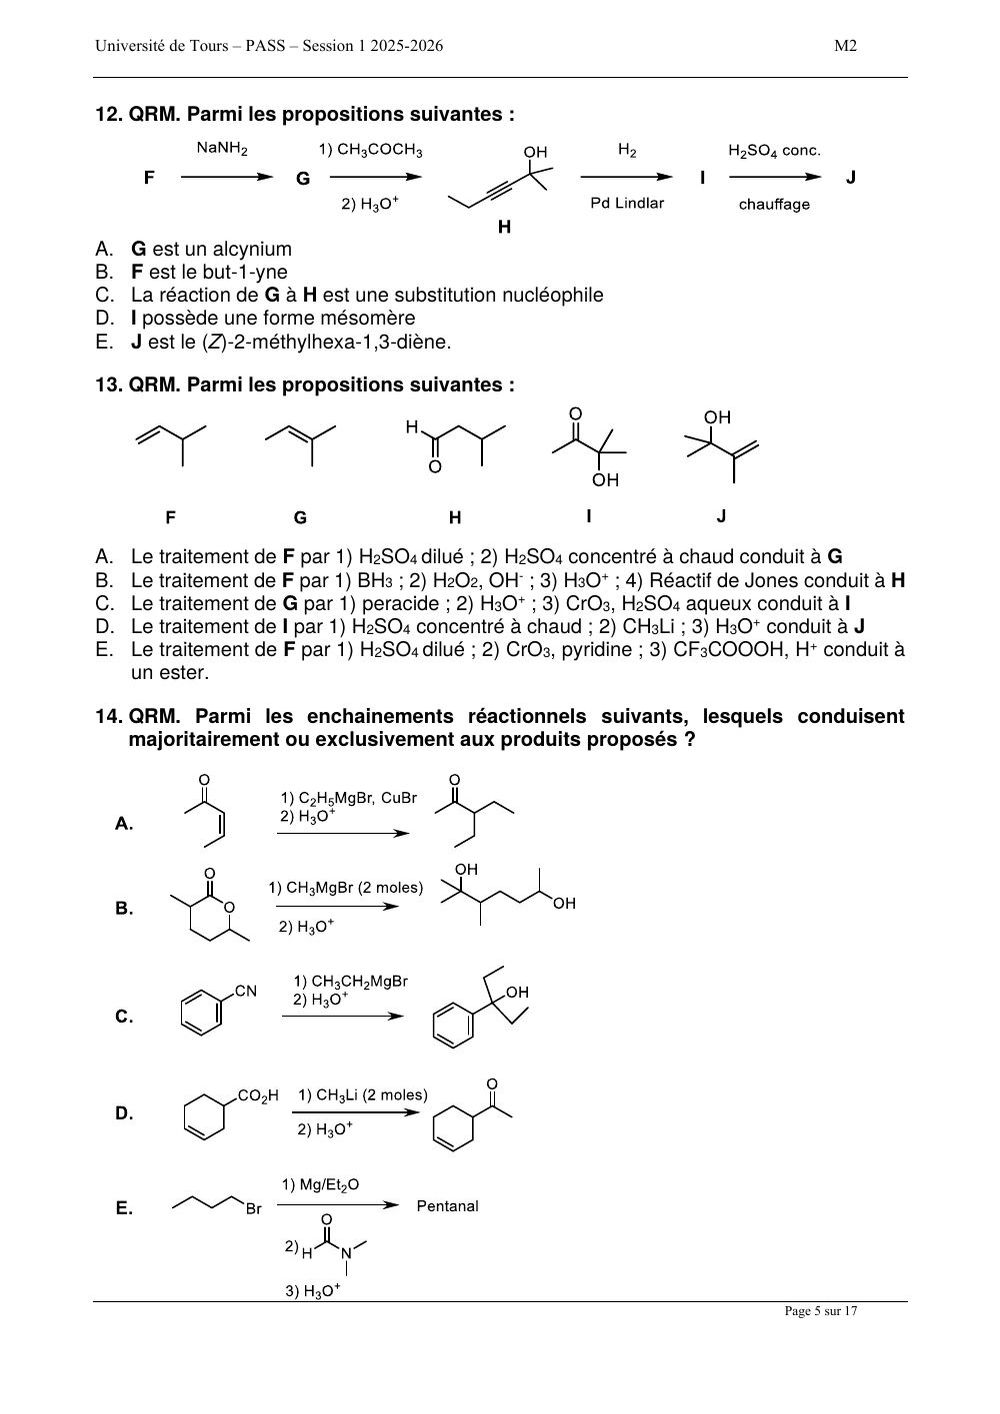 Université de Tours – PASS – Session 1 2025-2026 M2
12. QRM. Parmi les propositions suivantes :
NaNH2 1) CH3COCH3 OH H2 H2SO4 conc.
F G I J
2) H3O+ Pd Lindlar chauffage
H
A. G est un alcynium
B. F est le but-1-yne
C. La réaction de G à H est une substitution nucléophile
D. I possède une forme mésomère
E. J est le (Z)-2-méthylhexa-1,3-diène.
13. QRM. Parmi les propositions suivantes :
H O O OH OH
F G H I J
A. Le traitement de F par 1) H2SO4 dilué ; 2) H2SO4 concentré à chaud conduit à G
B. Le traitement de F par 1) BH3 ; 2) H2O2, OH- ; 3) H3O+ ; 4) Réactif de Jones conduit à H
C. Le traitement de G par 1) peracide ; 2) H3O+ ; 3) CrO3, H2SO4 aqueux conduit à I
D. Le traitement de I par 1) H2SO4 concentré à chaud ; 2) CH3Li ; 3) H3O+ conduit à J
E. Le traitement de F par 1) H2SO4 dilué ; 2) CrO3, pyridine ; 3) CF3COOOH, H+ conduit à
un ester.
14. QRM. Parmi les enchainements réactionnels suivants, lesquels conduisent
majoritairement ou exclusivement aux produits proposés ?
O O
1) C2H5MgBr, CuBr
2) H3O+
A.
O OH
1) CH3MgBr (2 moles)
B. O OH
2) H3O+
CN 1) CH3CH2MgBr OH
2) H3O+
C.
O
CO2H 1) CH3Li (2 moles)
D.
2) H3O+
1) Mg/Et2O
E. Br Pentanal
O
2) H N
3) H3O+
Page 5 sur 17